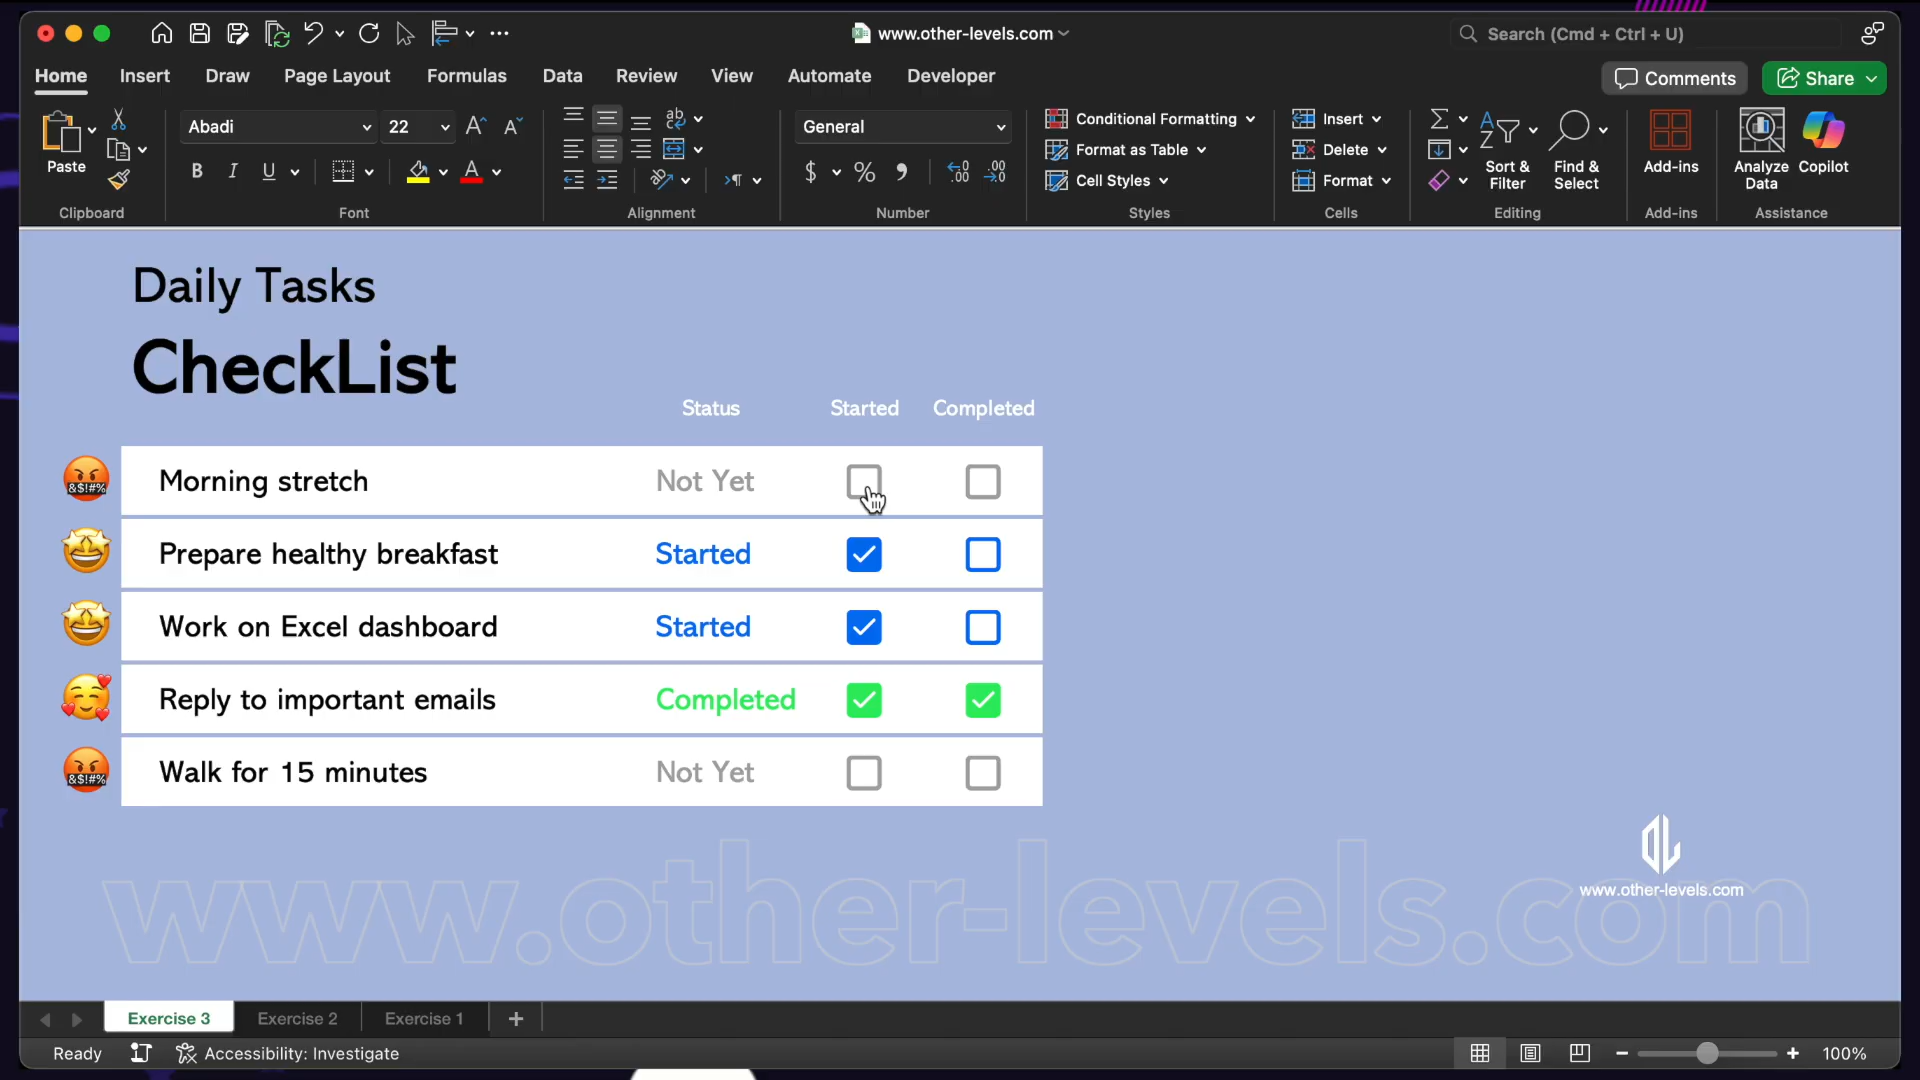 www.other-levels.com
Search (Cmd + Ctrl + U)
Home Insert Draw Page Layout Formulas Data Review View Automate Developer
Comments Share
Paste
Abadi 22
General
$ % 9 .00 .00
Conditional Formatting
Format as Table
Cell Styles
Insert
Delete
Format
Sort & Filter
Find & Select
Add-ins
Analyze Data
Copilot
Clipboard Font Alignment Number Styles Cells Editing Add-ins Assistance
Daily Tasks
CheckList
Status Started Completed
&$!#% Morning stretch Not Yet
Prepare healthy breakfast Started
Work on Excel dashboard Started
Reply to important emails Completed
&$!#% Walk for 15 minutes Not Yet
www.other-levels.com
www.other-levels.com
Exercise 3 Exercise 2 Exercise 1 +
Ready Accessibility: Investigate 100%